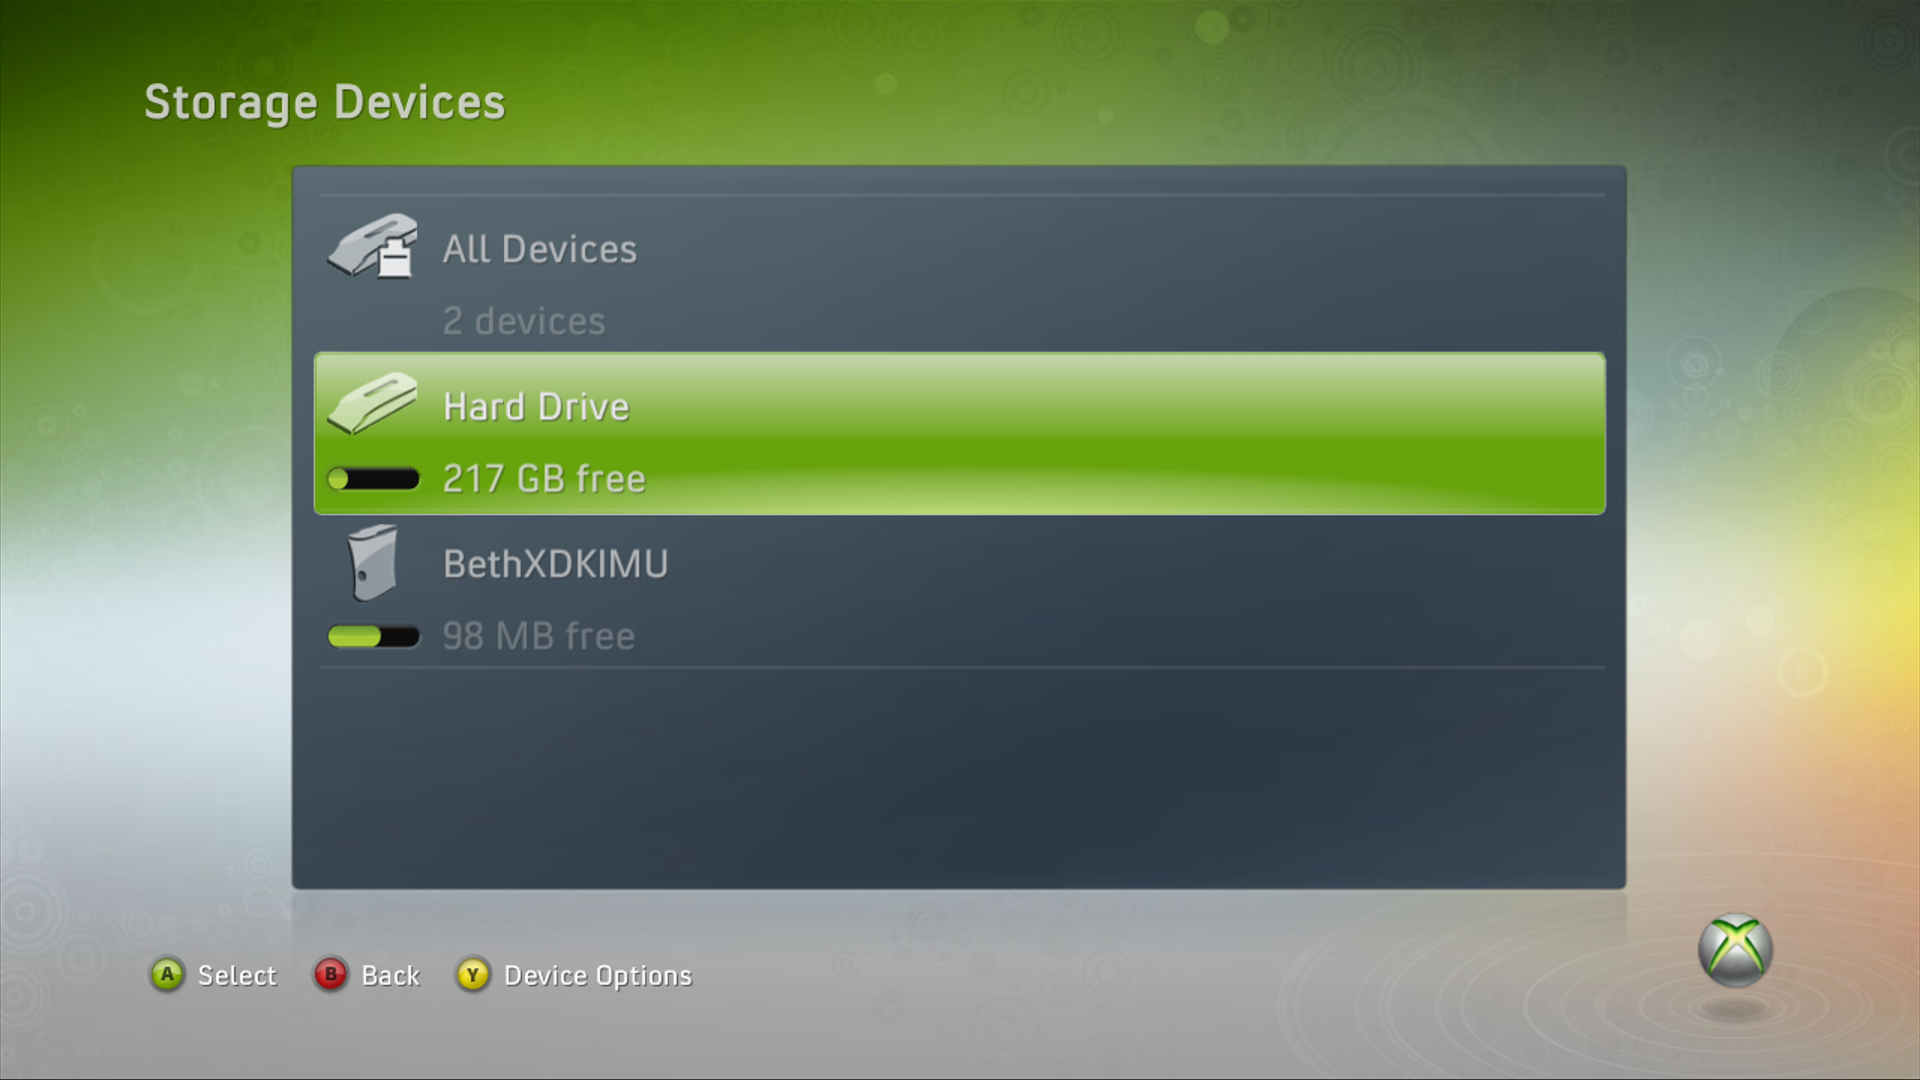 Storage Devices
All Devices
2 devices
Hard Drive
217 GB free
BethXDKIMU
98 MB free
A Select B Back Y Device Options